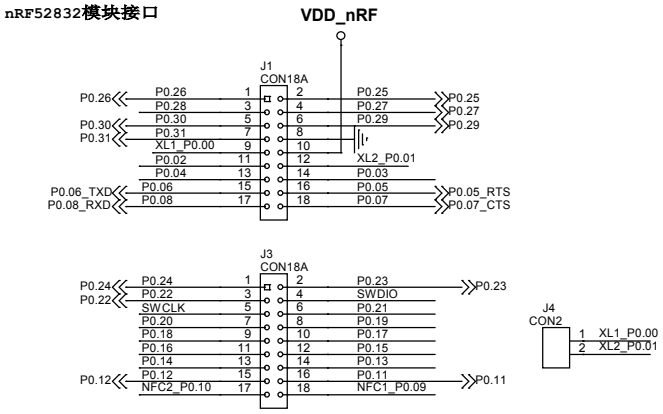 nRF52832模块接口
VDD_nRF
J1
CON18A
P0.26 P0.26 1 2 P0.25 P0.25
P0.28 3 4 P0.27 P0.27
P0.30 P0.30 5 6 P0.29 P0.29
P0.31 P0.31 7 8
XL1_P0.00 9 10
P0.02 11 12 XL2_P0.01
P0.04 13 14 P0.03
P0.06_TXD P0.06 15 16 P0.05 P0.05_RTS
P0.08_RXD P0.08 17 18 P0.07 P0.07_CTS
J3
CON18A
P0.24 P0.24 1 2 P0.23 P0.23
P0.22 P0.22 3 4 SWDIO
SWCLK 5 6 P0.21
P0.20 7 8 P0.19
P0.18 9 10 P0.17
P0.16 11 12 P0.15
P0.14 13 14 P0.13
P0.12 P0.12 15 16 P0.11 P0.11
NFC2_P0.10 17 18 NFC1_P0.09
J4
CON2
1 XL1_P0.00
2 XL2_P0.01